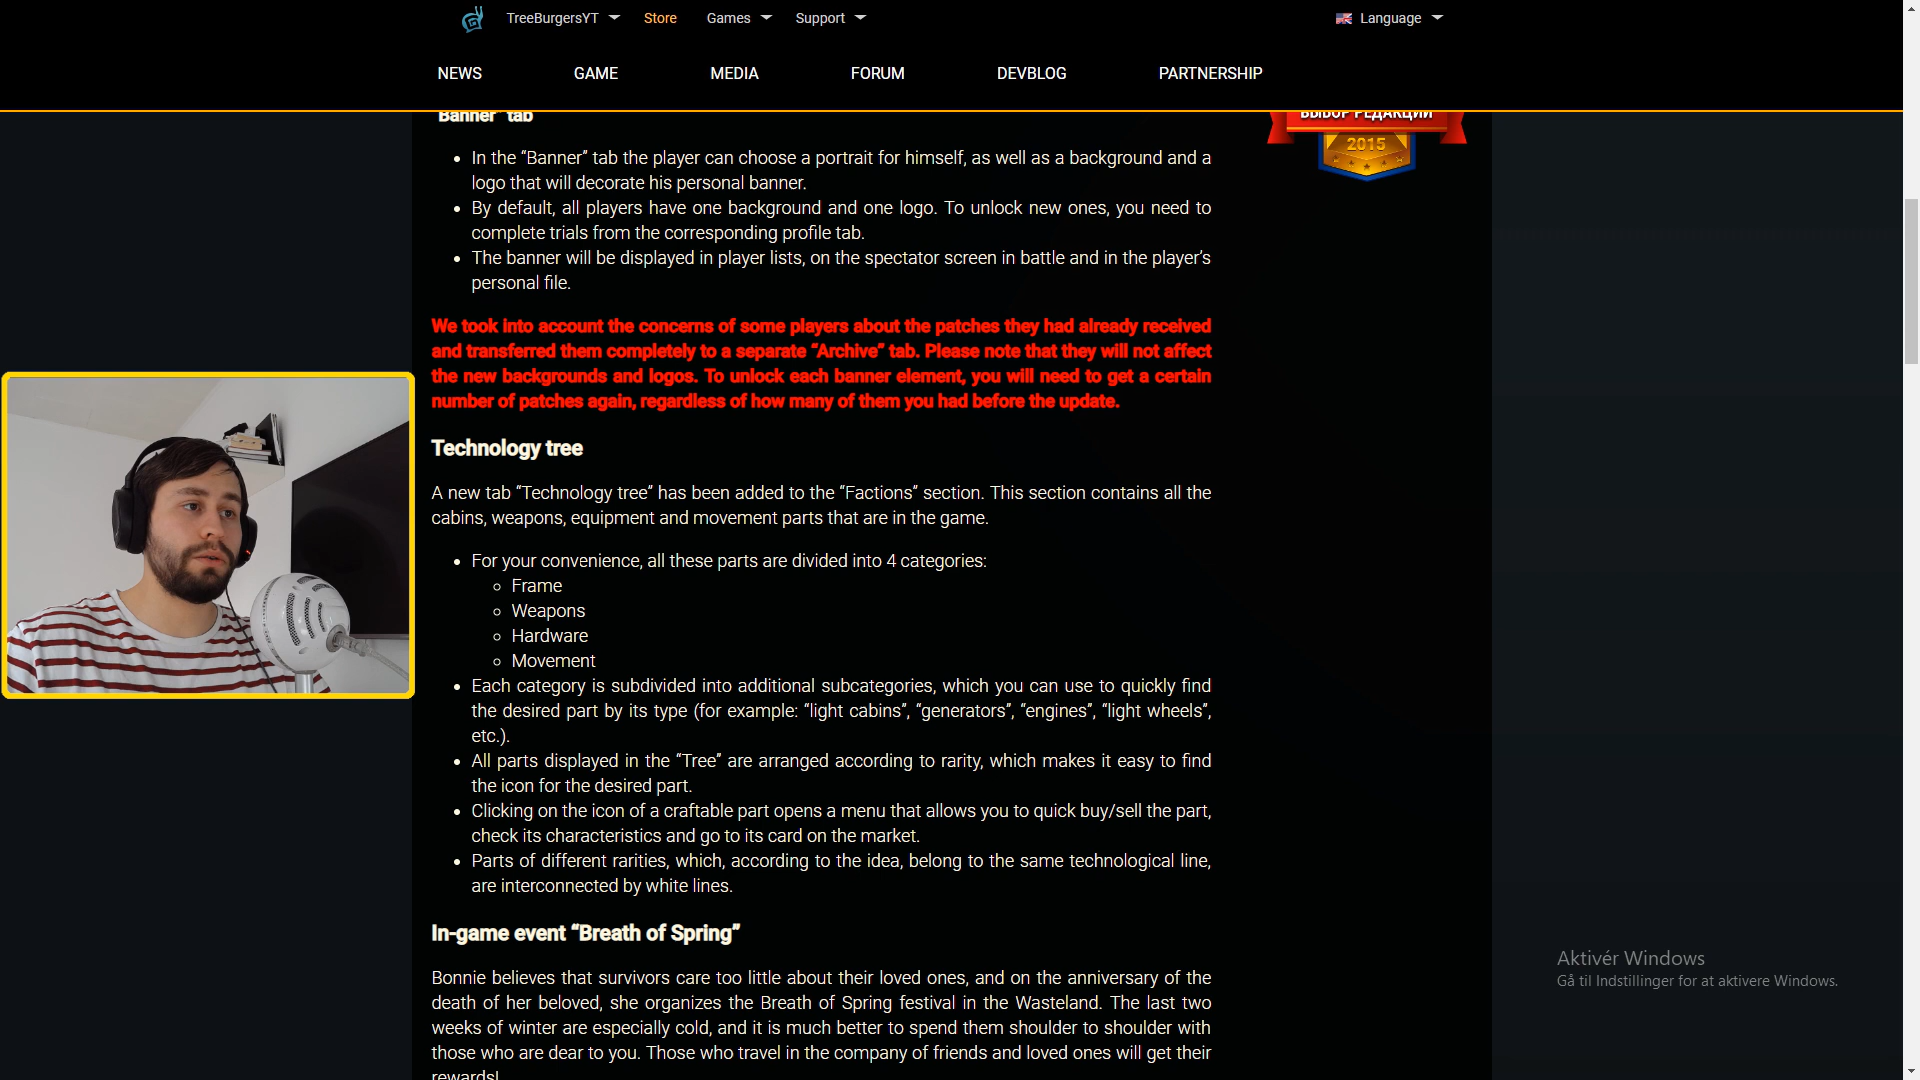 TreeBurgersYT
Store
Games
Support
Language
NEWS
GAME
MEDIA
FORUM
DEVBLOG
PARTNERSHIP
"Banner" tab
ВЫБОР РЕДАКЦИИ
2015
• In the “Banner” tab the player can choose a portrait for himself, as well as a background and a
logo that will decorate his personal banner.
• By default, all players have one background and one logo. To unlock new ones, you need to
complete trials from the corresponding profile tab.
• The banner will be displayed in player lists, on the spectator screen in battle and in the player’s
personal file.
We took into account the concerns of some players about the patches they had already received
and transferred them completely to a separate “Archive” tab. Please note that they will not affect
the new backgrounds and logos. To unlock each banner element, you will need to get a certain
number of patches again, regardless of how many of them you had before the update.
Technology tree
A new tab “Technology tree” has been added to the “Factions” section. This section contains all the
cabins, weapons, equipment and movement parts that are in the game.
• For your convenience, all these parts are divided into 4 categories:
◦ Frame
◦ Weapons
◦ Hardware
◦ Movement
• Each category is subdivided into additional subcategories, which you can use to quickly find
the desired part by its type (for example: “light cabins”, “generators”, “engines”, “light wheels”,
etc.).
• All parts displayed in the “Tree” are arranged according to rarity, which makes it easy to find
the icon for the desired part.
• Clicking on the icon of a craftable part opens a menu that allows you to quick buy/sell the part,
check its characteristics and go to its card on the market.
• Parts of different rarities, which, according to the idea, belong to the same technological line,
are interconnected by white lines.
In-game event “Breath of Spring”
Bonnie believes that survivors care too little about their loved ones, and on the anniversary of the
death of her beloved, she organizes the Breath of Spring festival in the Wasteland. The last two
weeks of winter are especially cold, and it is much better to spend them shoulder to shoulder with
those who are dear to you. Those who travel in the company of friends and loved ones will get their
rewards!
Aktivér Windows
Gå til Indstillinger for at aktivere Windows.